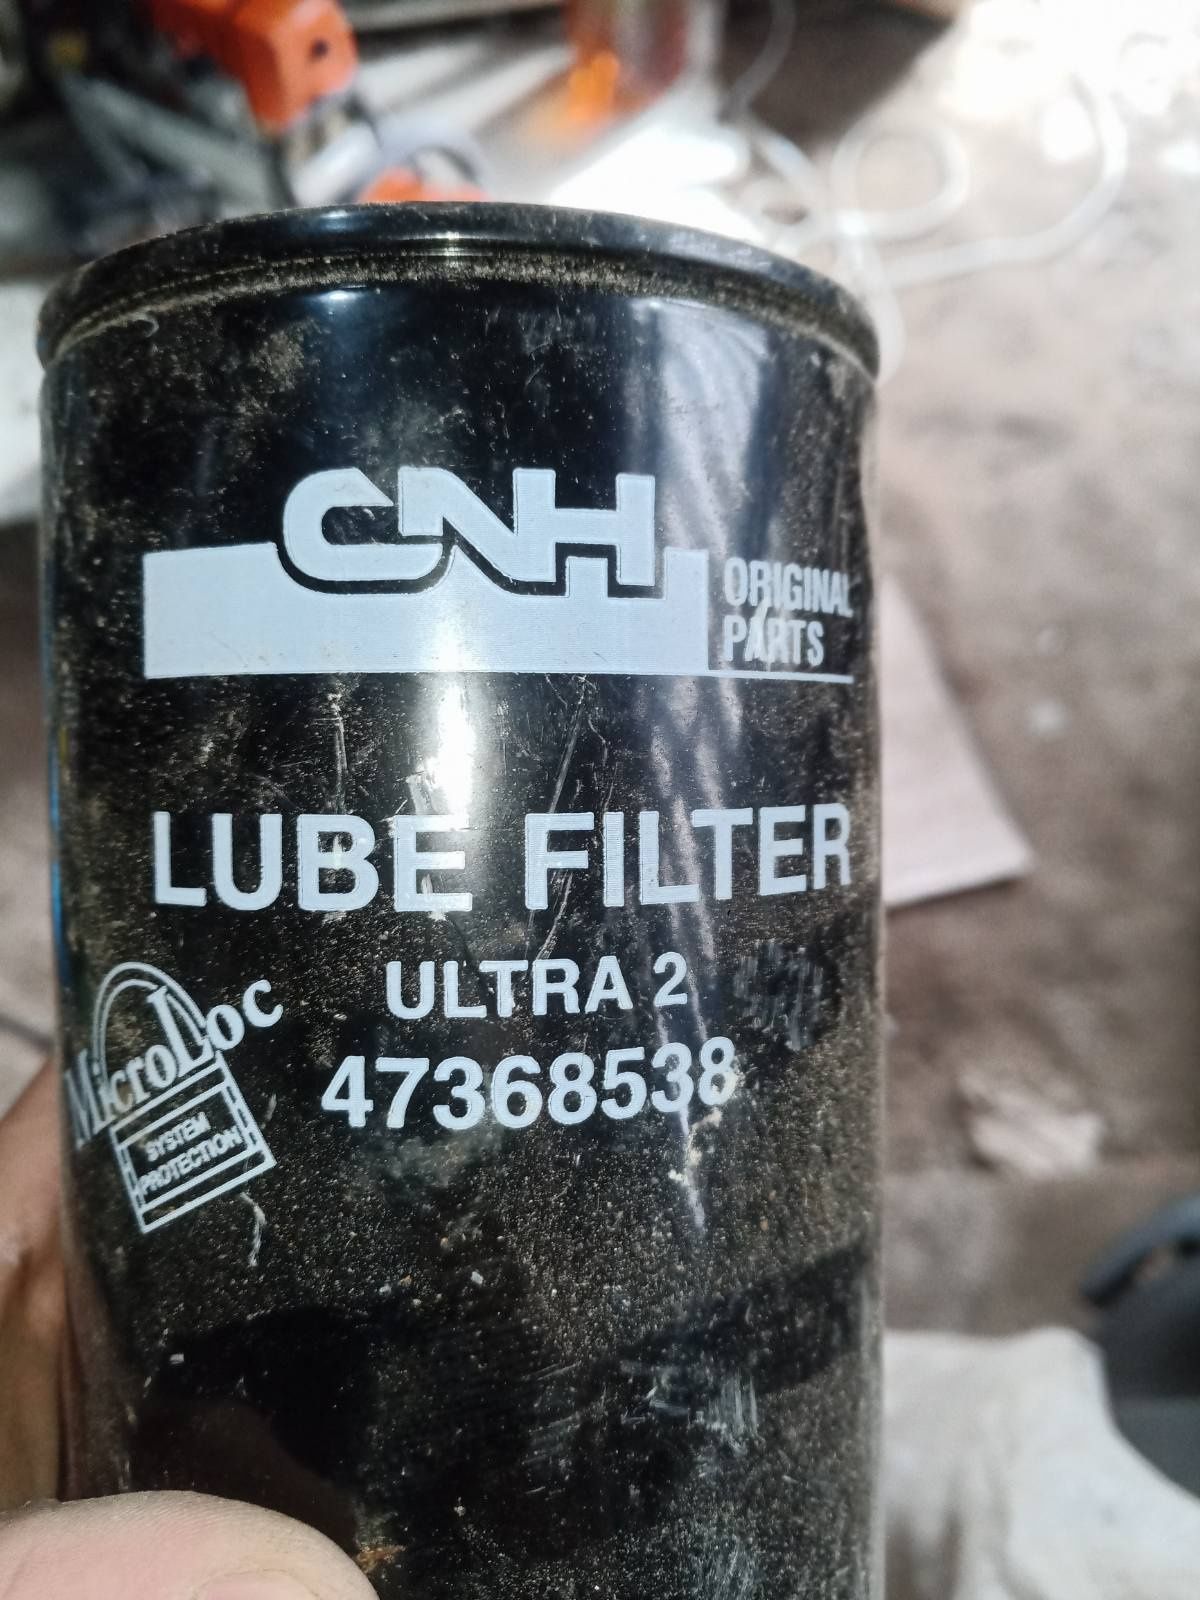 CNH
ORIGINAL
PARTS
LUBE FILTER
ULTRA 2
47368538
MicroLoc
SYSTEM
PROTECTION